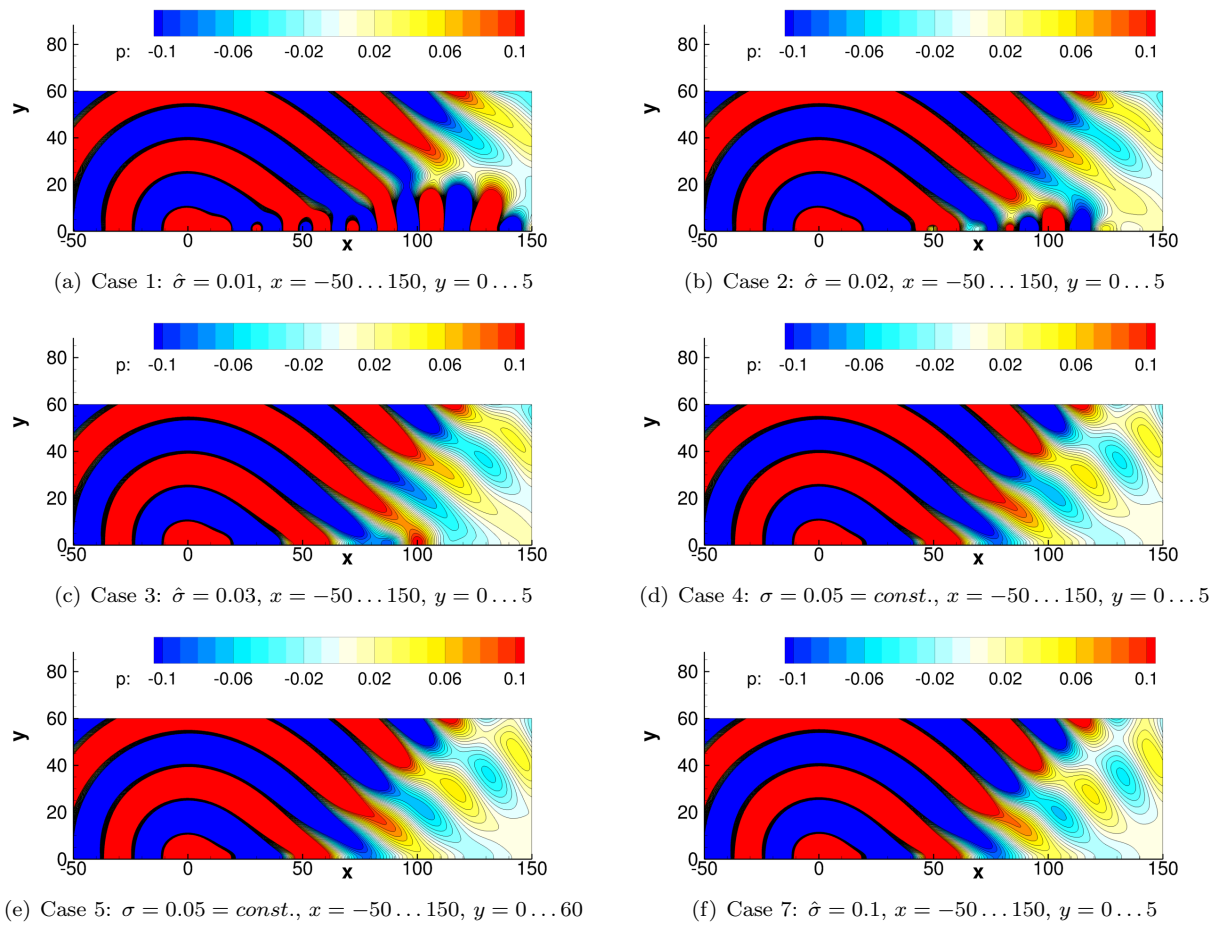 80
60
40
20
0
y
p: -0.1 -0.06 -0.02 0.02 0.06 0.1
-50 0 50 100 150
x
(a) Case 1: σ̂ = 0.01, x = −50 . . . 150, y = 0 . . . 5
80
60
40
20
0
y
p: -0.1 -0.06 -0.02 0.02 0.06 0.1
-50 0 50 100 150
x
(b) Case 2: σ̂ = 0.02, x = −50 . . . 150, y = 0 . . . 5
80
60
40
20
0
y
p: -0.1 -0.06 -0.02 0.02 0.06 0.1
-50 0 50 100 150
x
(c) Case 3: σ̂ = 0.03, x = −50 . . . 150, y = 0 . . . 5
80
60
40
20
0
y
p: -0.1 -0.06 -0.02 0.02 0.06 0.1
-50 0 50 100 150
x
(d) Case 4: σ = 0.05 = const., x = −50 . . . 150, y = 0 . . . 5
80
60
40
20
0
y
p: -0.1 -0.06 -0.02 0.02 0.06 0.1
-50 0 50 100 150
x
(e) Case 5: σ = 0.05 = const., x = −50 . . . 150, y = 0 . . . 60
80
60
40
20
0
y
p: -0.1 -0.06 -0.02 0.02 0.06 0.1
-50 0 50 100 150
x
(f) Case 7: σ̂ = 0.1, x = −50 . . . 150, y = 0 . . . 5